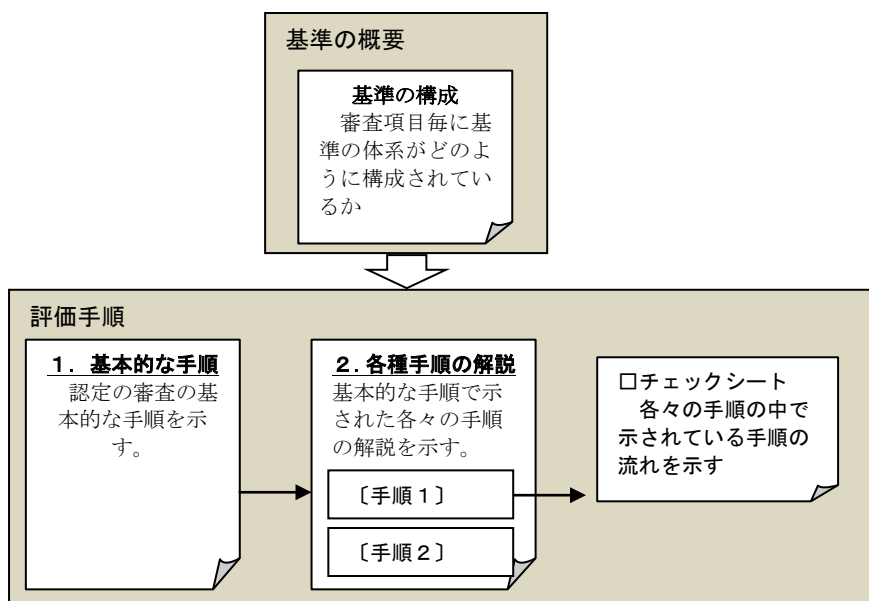 基準の概要
基準の構成
審査項目毎に基
準の体系がどのよ
うに構成されてい
るか
評価手順
１．基本的な手順
認定の審査の基
本的な手順を示
す。
２.各種手順の解説
基本的な手順で示
された各々の手順
の解説を示す。
〔手順１〕
〔手順２〕
□チェックシート
各々の手順の中で
示されている手順の
流れを示す